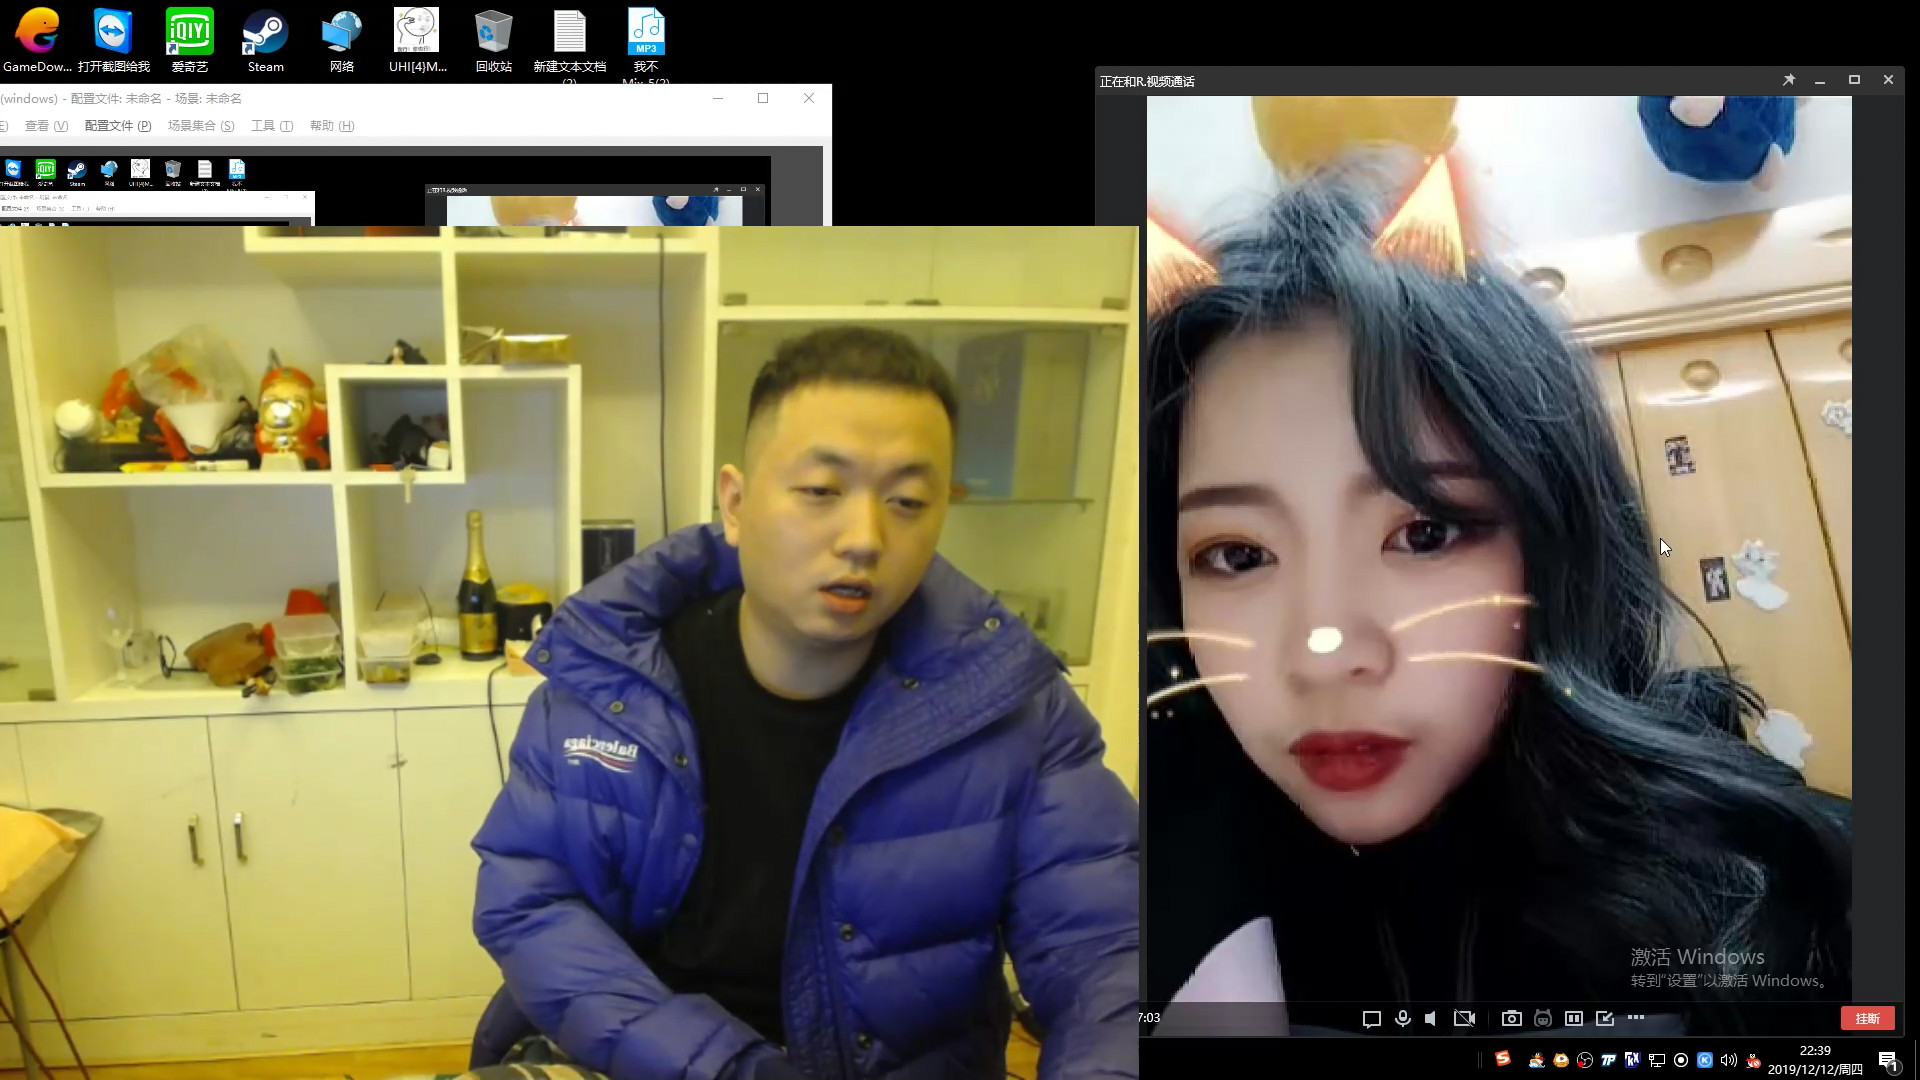 GameDow...
打开截图给我
爱奇艺
Steam
网络
UHI[4]M...
回收站
新建文本文档
(2)
我不
Mix-5(2)
iQIYI
MP3
(windows) - 配置文件: 未命名 - 场景: 未命名
查看 (V)
配置文件 (P)
场景集合 (S)
工具 (T)
帮助 (H)
正在和R.视频通话
Balenciaga
激活 Windows
转到"设置"以激活 Windows。
7:03
挂断
22:39
2019/12/12/周四
1